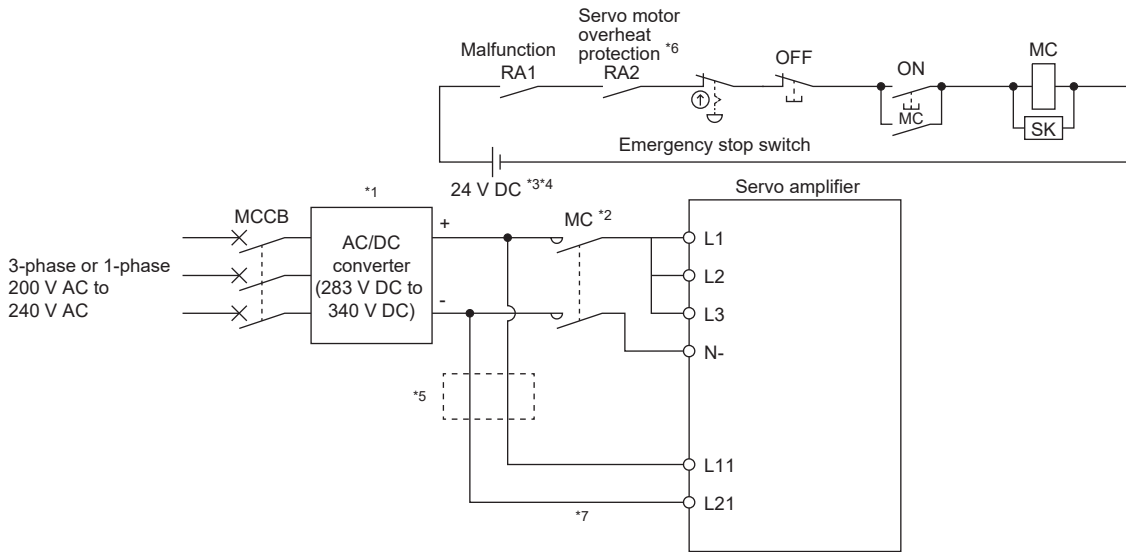 Servo motor
overheat
protection *6
Malfunction
RA1
RA2
OFF
ON
MC
MC
SK
Emergency stop switch
24 V DC *3*4
Servo amplifier
*1
MCCB
+
MC *2
L1
3-phase or 1-phase
200 V AC to
240 V AC
AC/DC
converter
(283 V DC to
340 V DC)
L2
-
L3
N-
*5
L11
L21
*7